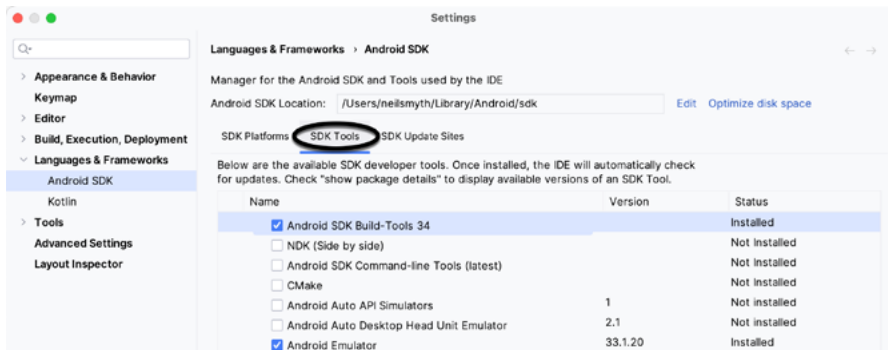 Settings
Languages & Frameworks › Android SDK
Appearance & Behavior
Keymap
Editor
Build, Execution, Deployment
Languages & Frameworks
Android SDK
Kotlin
Tools
Advanced Settings
Layout Inspector
Manager for the Android SDK and Tools used by the IDE
Android SDK Location: /Users/neilsmyth/Library/Android/sdk Edit Optimize disk space
SDK Platforms SDK Tools SDK Update Sites
Below are the available SDK developer tools. Once installed, the IDE will automatically check
for updates. Check "show package details" to display available versions of an SDK Tool.
Name Version Status
Android SDK Build-Tools 34 Installed
NDK (Side by side) Not Installed
Android SDK Command-line Tools (latest) Not Installed
CMake Not Installed
Android Auto API Simulators 1 Not installed
Android Auto Desktop Head Unit Emulator 2.1 Not installed
Android Emulator 33.1.20 Installed